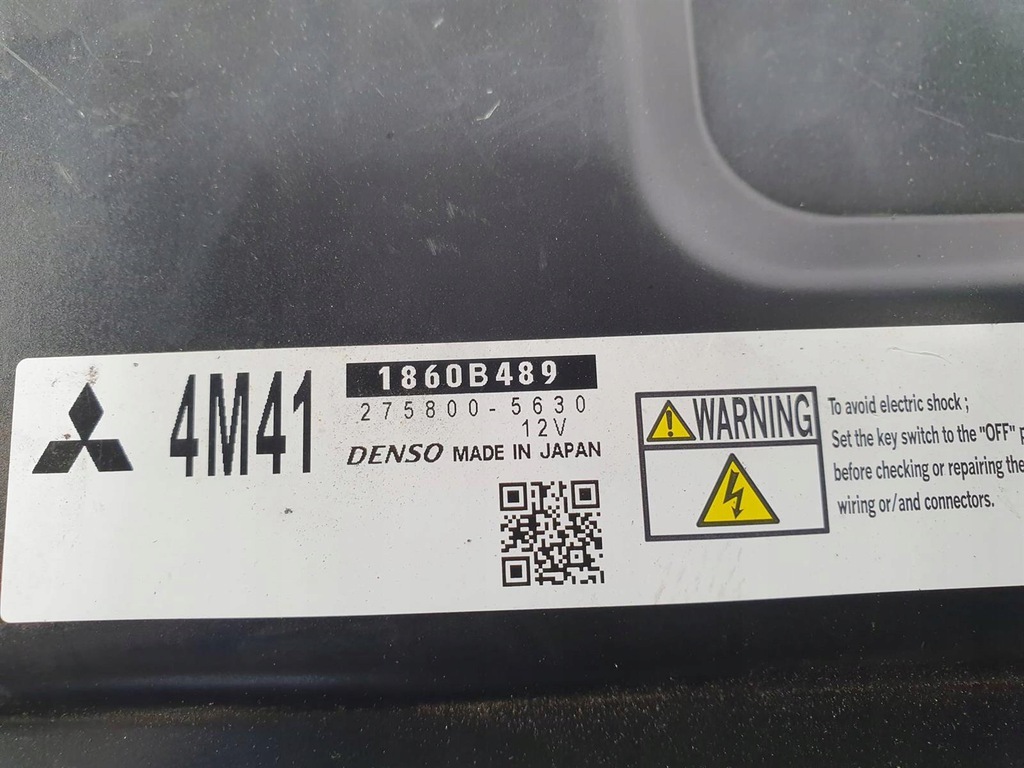 4M41
1860B489
275800-5630
12V
DENSO MADE IN JAPAN
WARNING
To avoid electric shock;
Set the key switch to the "OFF"
before checking or repairing the
wiring or/and connectors.